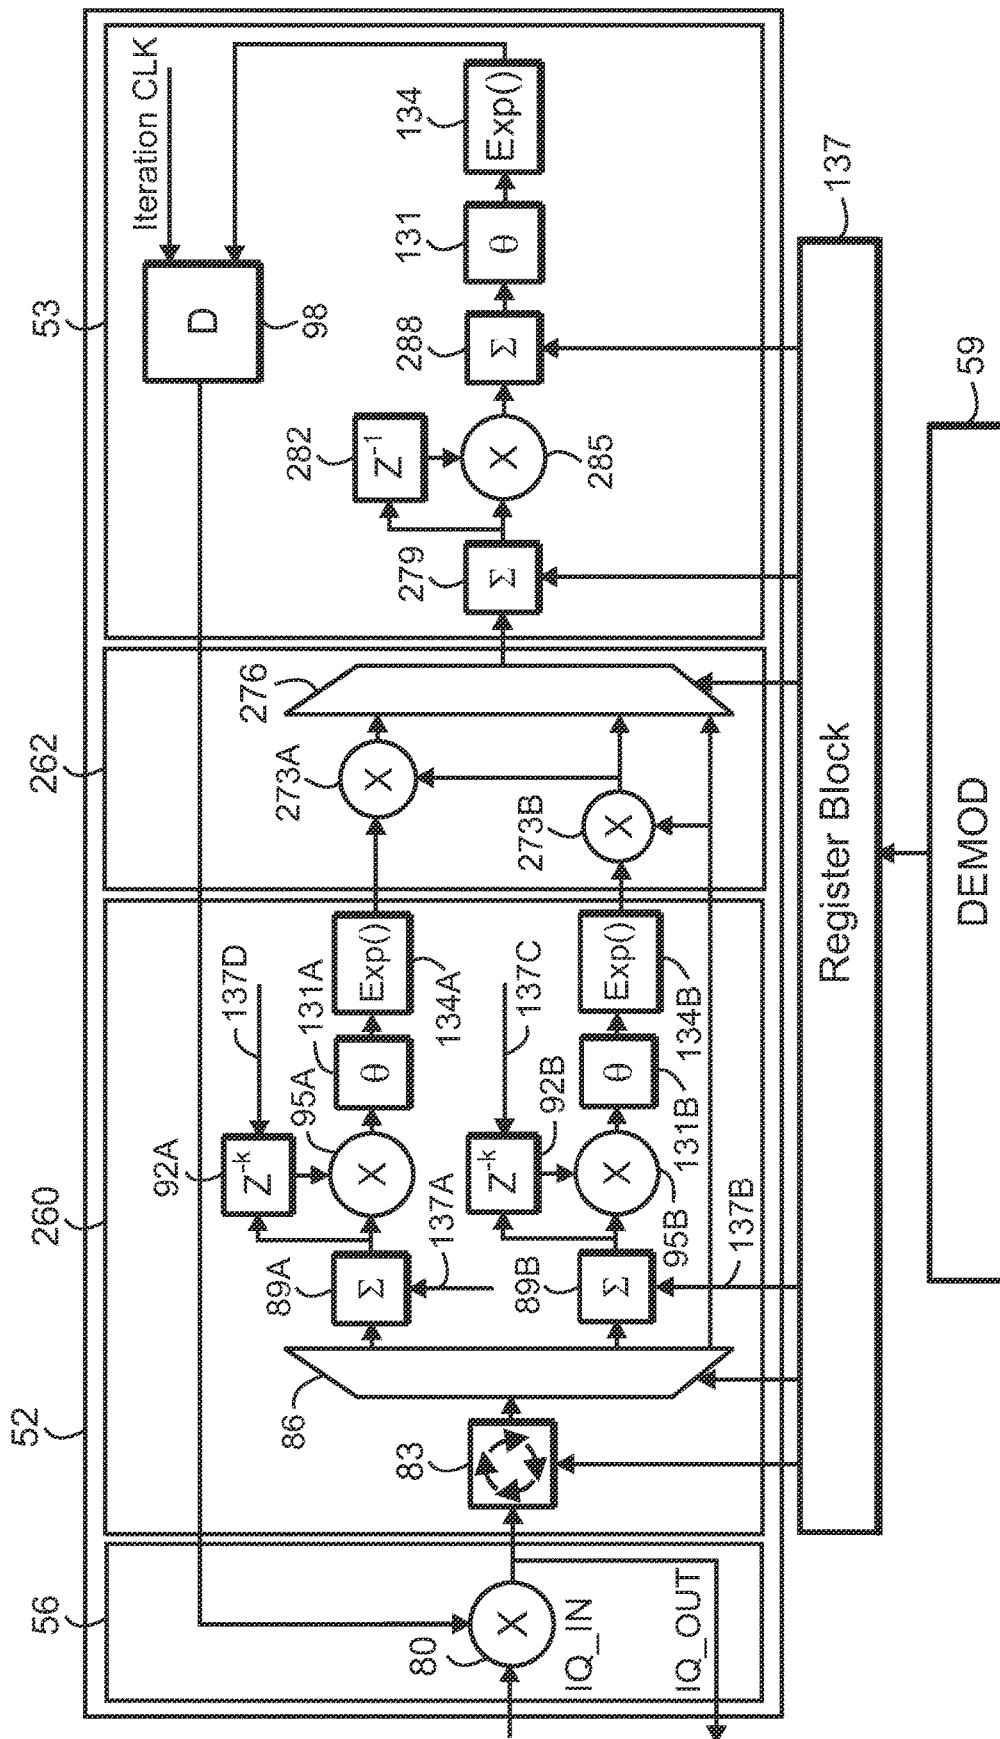 52
56
80
X
IQ_IN
IQ_OUT
260
83
86
89A
Σ
137A
92A
Z⁻ᵏ
137D
95A
X
131A
θ
134A
Exp()
89B
Σ
137B
92B
Z⁻ᵏ
137C
95B
X
131B
θ
134B
Exp()
262
273A
X
273B
X
276
53
279
Σ
282
Z⁻¹
285
X
288
Σ
131
θ
134
Exp()
98
D
Iteration CLK
Register Block
137
DEMOD
59